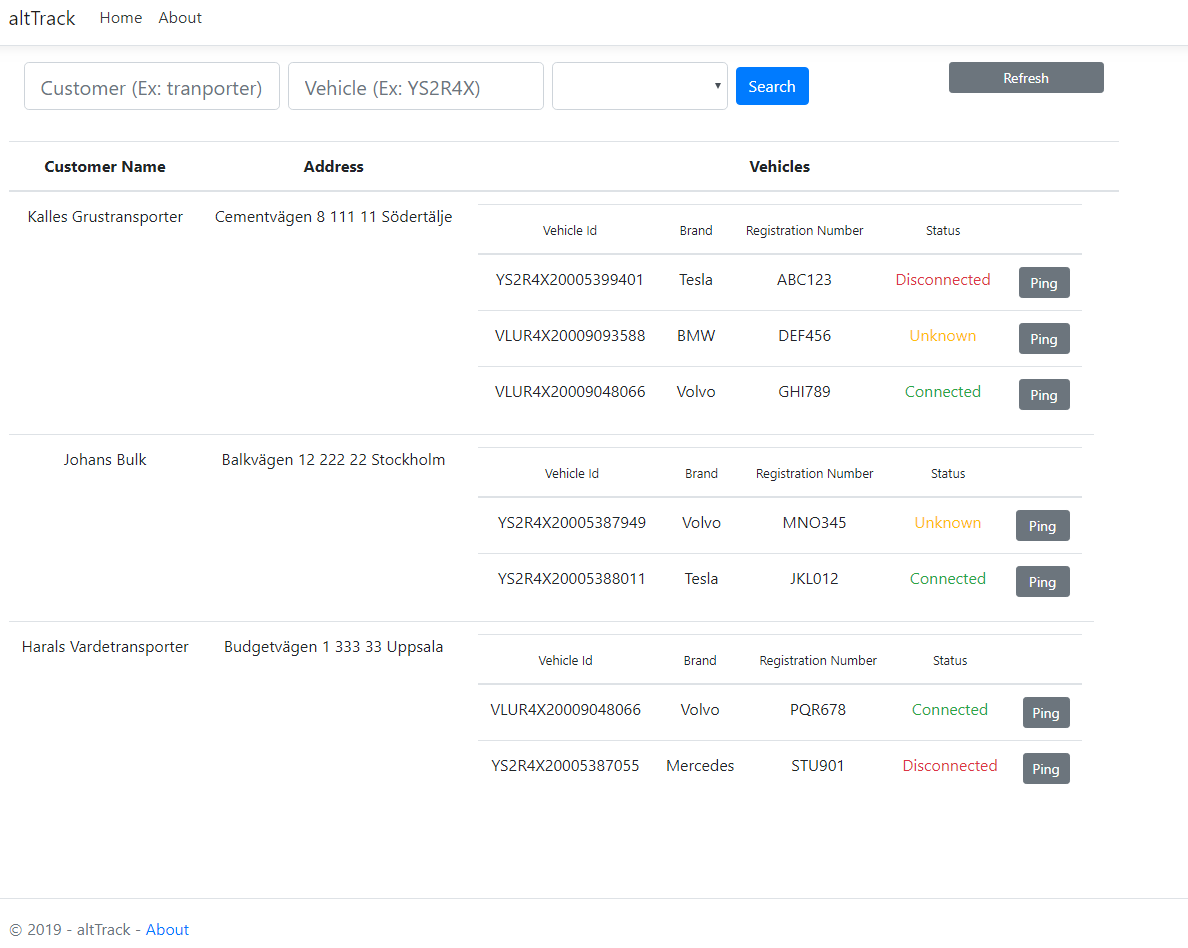 altTrack Home About
Customer (Ex: tranporter) Vehicle (Ex: YS2R4X) Search Refresh
Customer Name Address Vehicles
Kalles Grustransporter Cementvägen 8 111 11 Södertälje
Vehicle Id Brand Registration Number Status
YS2R4X20005399401 Tesla ABC123 Disconnected Ping
VLUR4X20009093588 BMW DEF456 Unknown Ping
VLUR4X20009048066 Volvo GHI789 Connected Ping
Johans Bulk Balkvägen 12 222 22 Stockholm
Vehicle Id Brand Registration Number Status
YS2R4X20005387949 Volvo MNO345 Unknown Ping
YS2R4X20005388011 Tesla JKL012 Connected Ping
Harals Vardetransporter Budgetvägen 1 333 33 Uppsala
Vehicle Id Brand Registration Number Status
VLUR4X20009048066 Volvo PQR678 Connected Ping
YS2R4X20005387055 Mercedes STU901 Disconnected Ping
© 2019 - altTrack - About